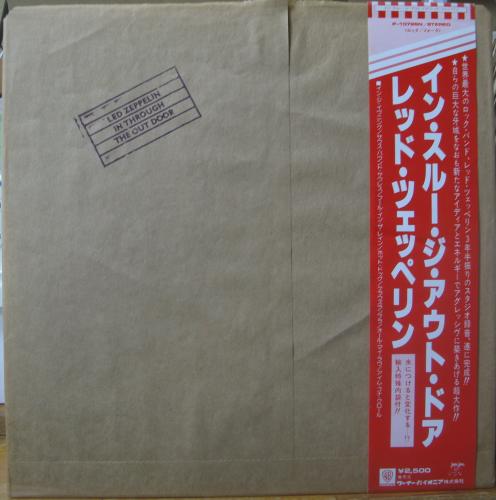 LED ZEPPELIN
IN THROUGH
THE OUT DOOR
P-10726N/STEREO
★世界最大のロック・バンド、レッド・ツェッペリン3年半振りのスタジオ録音、遂に完成!!
★自らの巨大な牙城をなおも新たなアイディアとエネルギーでアグレッシヴに築きあげる超大作!!
イン・スルー・ジ・アウト・ドア
レッド・ツェッペリン
水につけると変化する…!?
輸入特殊内袋付!!
¥2,500
ワーナー・パイオニア株式会社